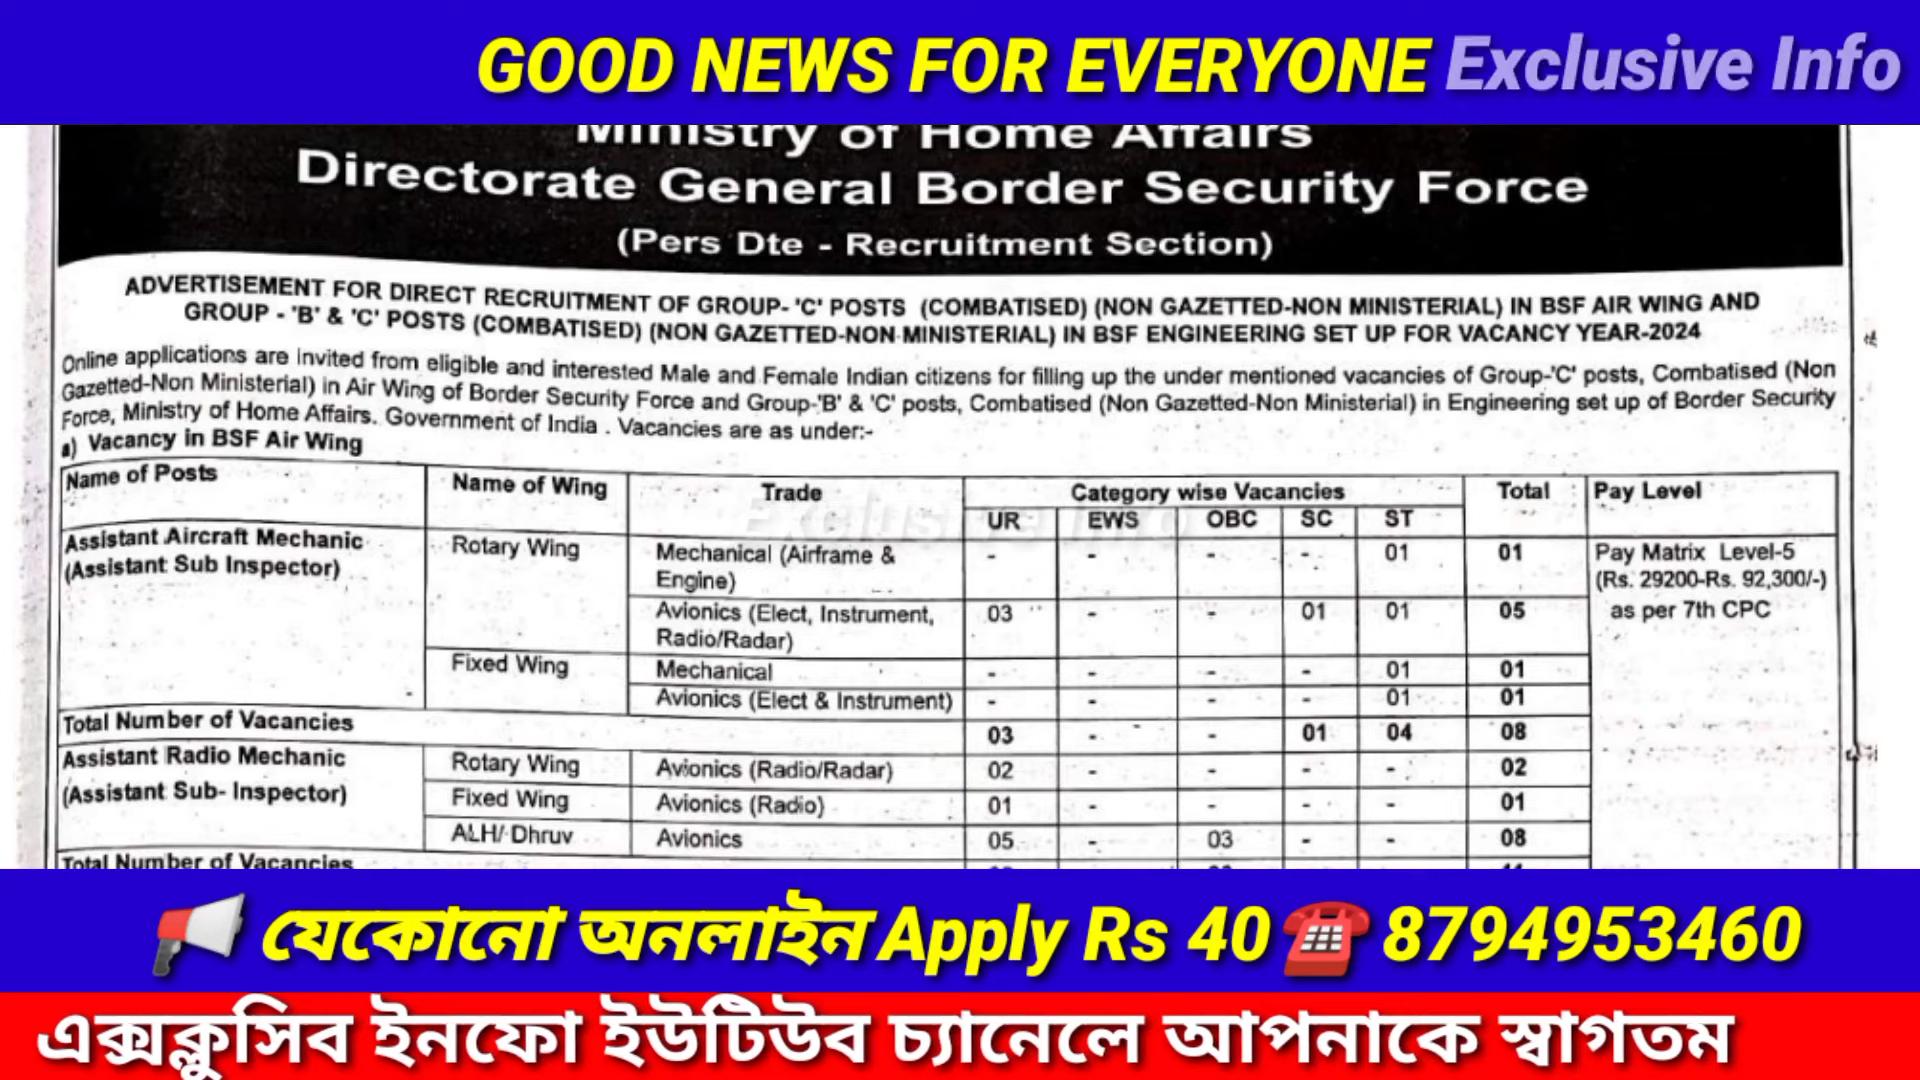 GOOD NEWS FOR EVERYONE Exclusive Info
Ministry of Home Affairs
Directorate General Border Security Force
(Pers Dte - Recruitment Section)
ADVERTISEMENT FOR DIRECT RECRUITMENT OF GROUP- 'C' POSTS (COMBATISED) (NON GAZETTED-NON MINISTERIAL) IN BSF AIR WING AND
GROUP - 'B' & 'C' POSTS (COMBATISED) (NON GAZETTED-NON MINISTERIAL) IN BSF ENGINEERING SET UP FOR VACANCY YEAR-2024
Online applications are invited from eligible and interested Male and Female Indian citizens for filling up the under mentioned vacancies of Group-'C' posts, Combatised (Non
Gazetted-Non Ministerial) in Air Wing of Border Security Force and Group-'B' & 'C' posts, Combatised (Non Gazetted-Non Ministerial) in Engineering set up of Border Security
Force, Ministry of Home Affairs. Government of India . Vacancies are as under:-
a) Vacancy in BSF Air Wing
Name of Posts Name of Wing Trade Category wise Vacancies Total Pay Level
UR EWS OBC SC ST
Assistant Aircraft Mechanic Rotary Wing Mechanical (Airframe & - - - - 01 01 Pay Matrix Level-5
(Assistant Sub Inspector) Engine) (Rs. 29200-Rs. 92,300/-)
Avionics (Elect, Instrument, 03 - - 01 01 05 as per 7th CPC
Radio/Radar)
Fixed Wing Mechanical - - - - 01 01
Avionics (Elect & Instrument) - - - - 01 01
Total Number of Vacancies 03 - - 01 04 08
Assistant Radio Mechanic Rotary Wing Avionics (Radio/Radar) 02 - - - - 02
(Assistant Sub- Inspector) Fixed Wing Avionics (Radio) 01 - - - - 01
ALH/ Dhruv Avionics 05 - 03 - - 08
Total Number of Vacancies
Exclusive Info
যেকোনো অনলাইন Apply Rs 40 8794953460
এক্সক্লুসিব ইনফো ইউটিউব চ্যানেলে আপনাকে স্বাগতম